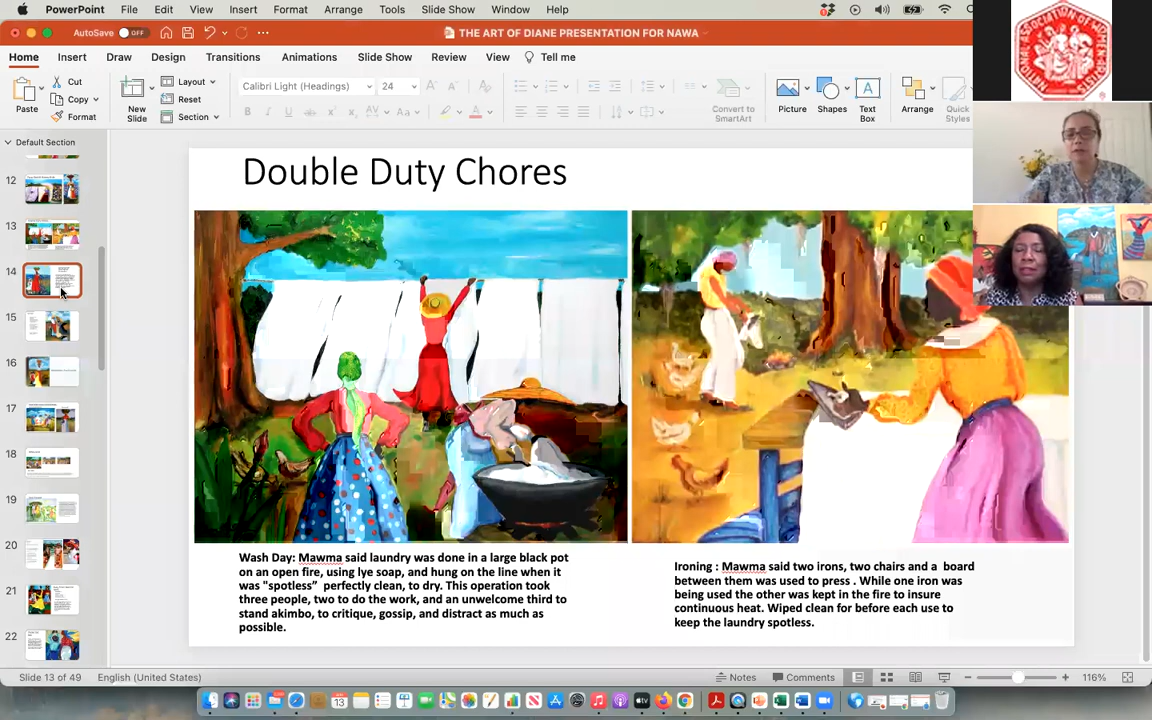 PowerPoint File Edit View Insert Format Arrange Tools Slide Show Window Help
AutoSave OFF THE ART OF DIANE PRESENTATION FOR NAWA
Home Insert Draw Design Transitions Animations Slide Show Review View Tell me
Paste
Cut
Copy
Format
New
Slide
Layout
Reset
Section
Calibri Light (Headings) 24
Convert to
SmartArt
Picture
Shapes
Text
Box
Arrange
Quick
Styles
Default Section
12
13
14
15
16
17
18
19
20
21
22
Double Duty Chores
Wash Day: Mawma said laundry was done in a large black pot
on an open fire, using lye soap, and hung on the line when it
was "spotless” perfectly clean, to dry. This operation took
three people, two to do the work, and an unwelcome third to
stand akimbo, to critique, gossip, and distract as much as
possible.
Ironing : Mawma said two irons, two chairs and a board
between them was used to press . While one iron was
being used the other was kept in the fire to insure
continuous heat. Wiped clean for before each use to
keep the laundry spotless.
Slide 13 of 49 English (United States) Notes Comments 116%